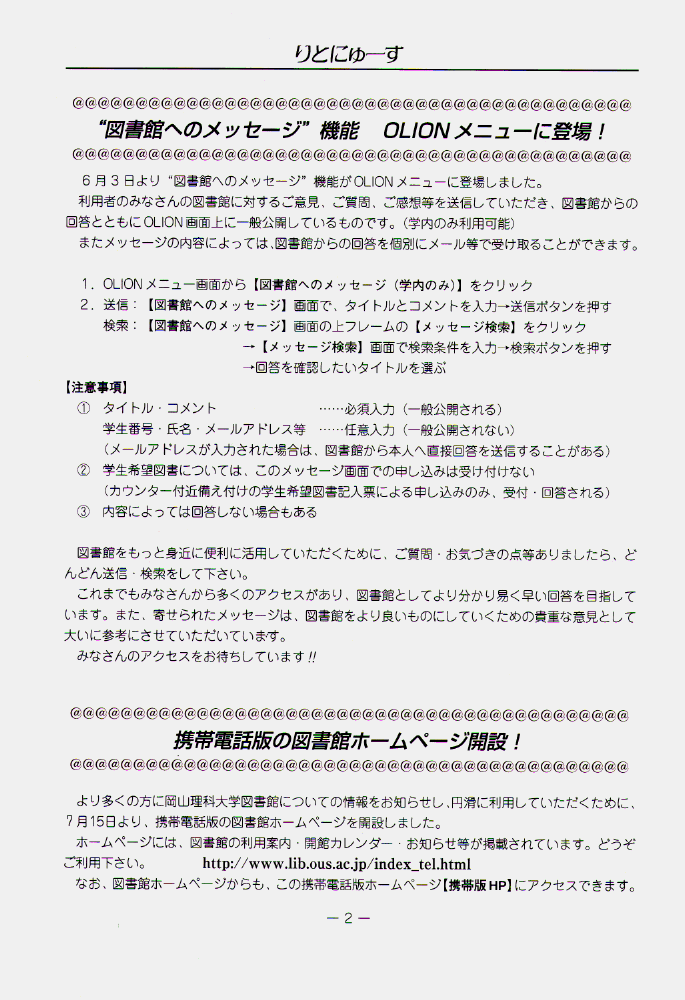 りとにゅーす
@@@@@@@@@@@@@@@@@@@@@@@@@@@@@@@@@@@@@@@@@@@@
“図書館へのメッセージ” 機能　OLION メニューに登場！
@@@@@@@@@@@@@@@@@@@@@@@@@@@@@@@@@@@@@@@@@@@@
６月３日より“図書館へのメッセージ”機能がOLIONメニューに登場しました。
利用者のみなさんの図書館に対するご意見、ご質問、ご感想等を送信していただき、図書館からの
回答とともにOLION画面上に一般公開しているものです。（学内のみ利用可能）
またメッセージの内容によっては、図書館からの回答を個別にメール等で受け取ることができます。
１．OLIONメニュー画面から【図書館へのメッセージ（学内のみ）】をクリック
２．送信：【図書館へのメッセージ】画面で、タイトルとコメントを入力→送信ボタンを押す
検索：【図書館へのメッセージ】画面の上フレームの【メッセージ検索】をクリック
→【メッセージ検索】画面で検索条件を入力→検索ボタンを押す
→回答を確認したいタイトルを選ぶ
【注意事項】
① タイトル・コメント ……必須入力（一般公開される）
学生番号・氏名・メールアドレス等 ……任意入力（一般公開されない）
（メールアドレスが入力された場合は、図書館から本人へ直接回答を送信することがある）
② 学生希望図書については、このメッセージ画面での申し込みは受け付けない
（カウンター付近備え付けの学生希望図書記入票による申し込みのみ、受付・回答される）
③ 内容によっては回答しない場合もある
図書館をもっと身近に便利に活用していただくために、ご質問・お気づきの点等ありましたら、ど
んどん送信・検索をして下さい。
これまでもみなさんから多くのアクセスがあり、図書館としてより分かり易く早い回答を目指して
います。また、寄せられたメッセージは、図書館をより良いものにしていくための貴重な意見として
大いに参考にさせていただいています。
みなさんのアクセスをお待ちしています!!
@@@@@@@@@@@@@@@@@@@@@@@@@@@@@@@@@@@@@@@@@@@@
携帯電話版の図書館ホームページ開設！
@@@@@@@@@@@@@@@@@@@@@@@@@@@@@@@@@@@@@@@@@@@@
より多くの方に岡山理科大学図書館についての情報をお知らせし、円滑に利用していただくために、
７月15日より、携帯電話版の図書館ホームページを開設しました。
ホームページには、図書館の利用案内・開館カレンダー・お知らせ等が掲載されています。どうぞ
ご利用下さい。 http://www.lib.ous.ac.jp/index_tel.html
なお、図書館ホームページからも、この携帯電話版ホームページ【携帯版HP】にアクセスできます。
― 2 ―